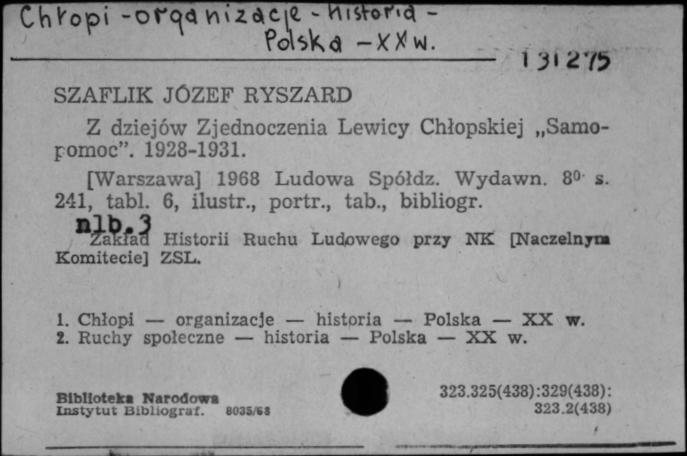 Chłopi - organizacje - historia -
Polska - XX w.
131275
SZAFLIK JÓZEF RYSZARD
Z dziejów Zjednoczenia Lewicy Chłopskiej „Samo-
pomoc”. 1928-1931.
[Warszawa] 1968 Ludowa Spółdz. Wydawn. 8⁰· s.
241, tabl. 6, ilustr., portr., tab., bibliogr.
nlb. 3
Zakład Historii Ruchu Ludowego przy NK [Naczelnym
Komitecie] ZSL.
1. Chłopi — organizacje — historia — Polska — XX w.
2. Ruchy społeczne — historia — Polska — XX w.
Biblioteka Narodowa
Instytut Bibliograf. 8035/68
323.325(438):329(438):
323.2(438)